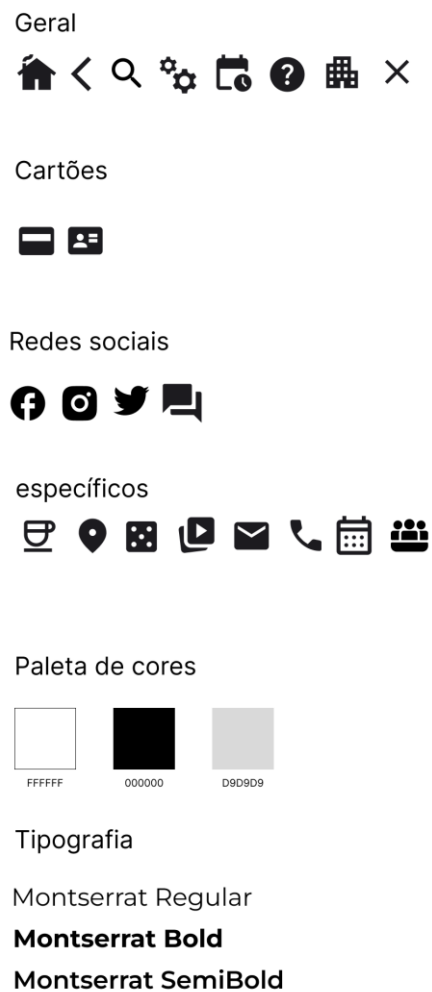 Geral
Cartões
Redes sociais
específicos
Paleta de cores
FFFFFF 000000 D9D9D9
Tipografia
Montserrat Regular
Montserrat Bold
Montserrat SemiBold